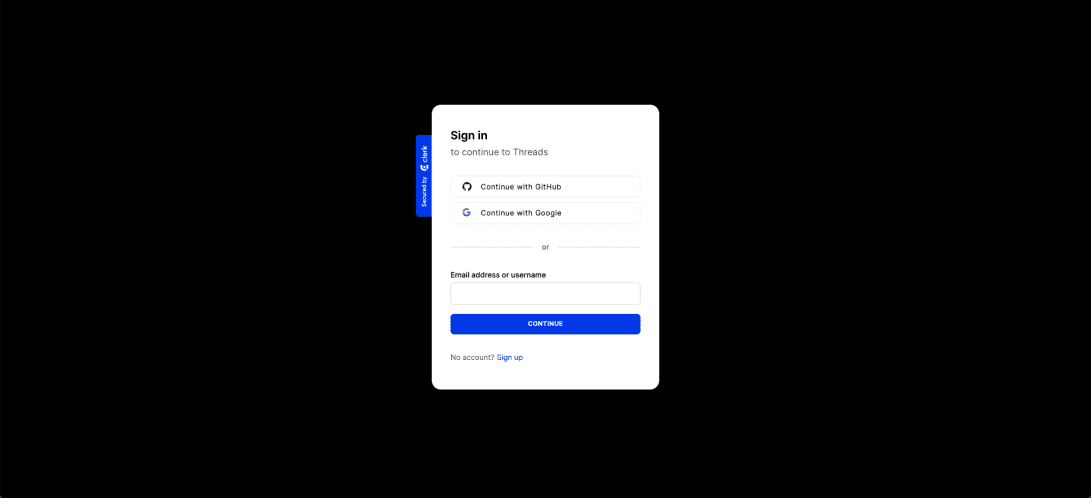 Sign in
to continue to Threads
Secured by clerk
Continue with GitHub
Continue with Google
or
Email address or username
CONTINUE
No account? Sign up